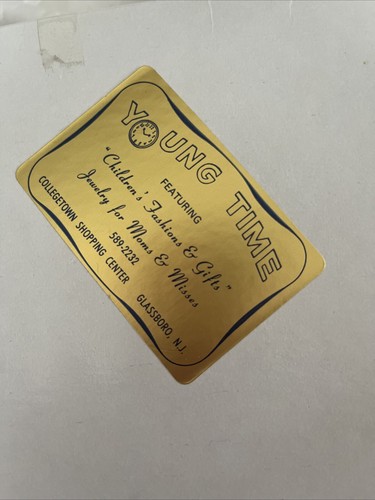 YOUNG TIME
FEATURING
"Children's Fashions & Gifts"
Jewelry for Moms & Misses
589-2232
COLLEGETOWN SHOPPING CENTER GLASSBORO, N.J.